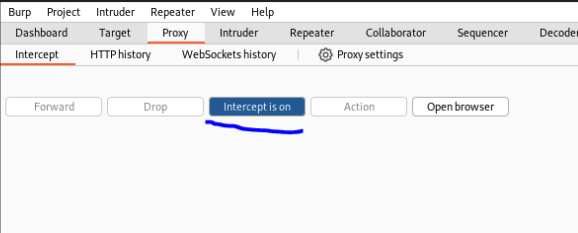 Burp Project Intruder Repeater View Help
Dashboard Target Proxy Intruder Repeater Collaborator Sequencer Decoder
Intercept HTTP history WebSockets history Proxy settings
Forward Drop Intercept is on Action Open browser